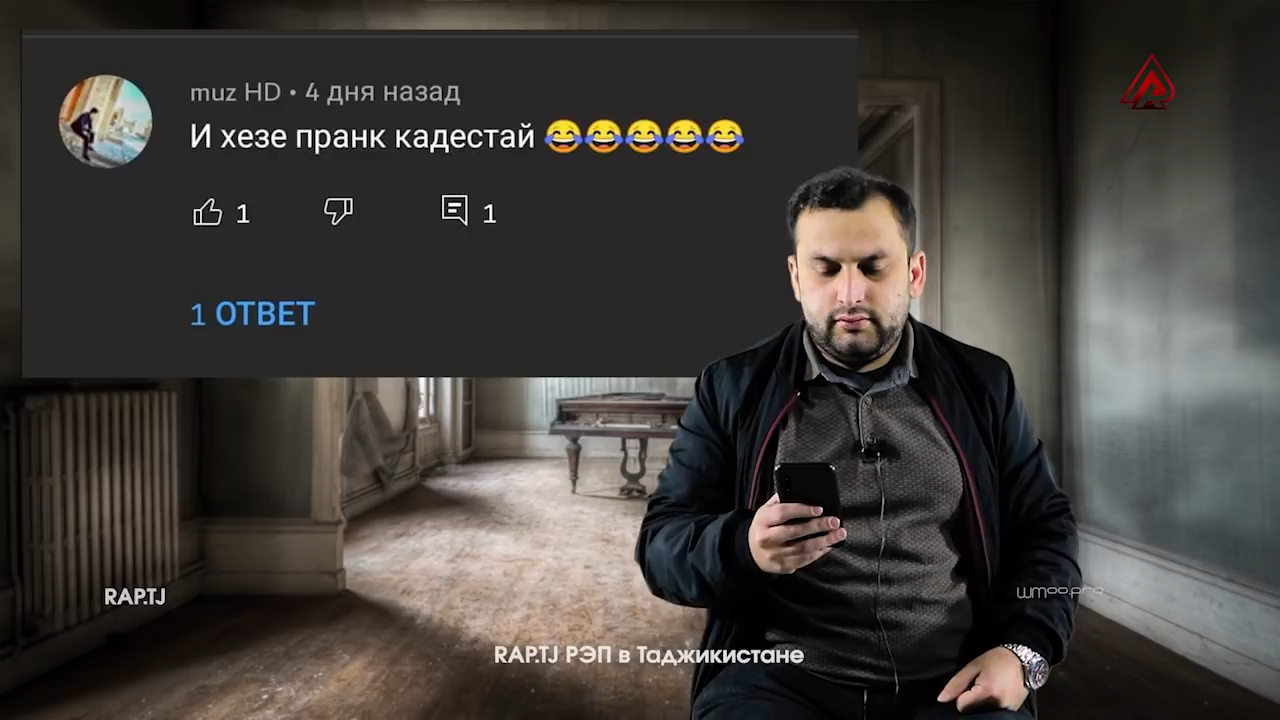 muz HD • 4 дня назад
И хезе пранк кадестай 😂😂😂😂😂
1
1
1 ОТВЕТ
RAP.TJ
wmoo.pro
RAP.TJ РЭП в Таджикистане